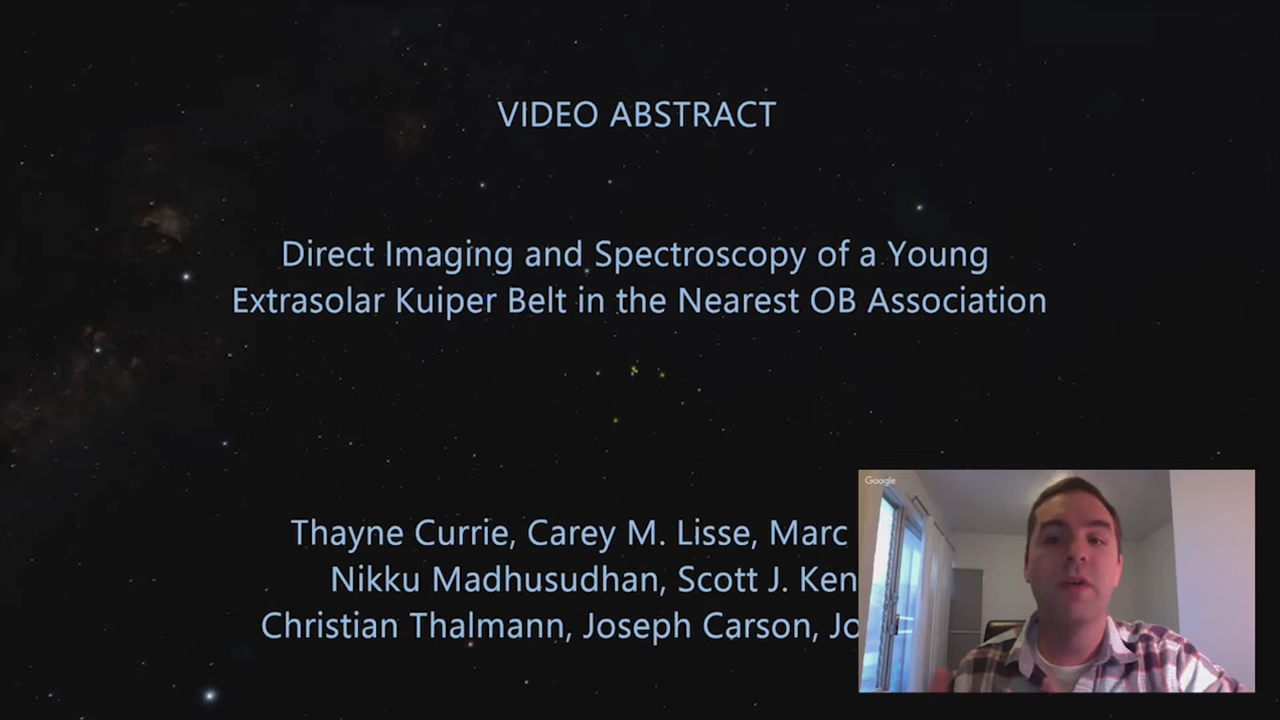 VIDEO ABSTRACT
Direct Imaging and Spectroscopy of a Young
Extrasolar Kuiper Belt in the Nearest OB Association
Thayne Currie, Carey M. Lisse, Marc
Nikku Madhusudhan, Scott J. Ken
Christian Thalmann, Joseph Carson, Jo
Google